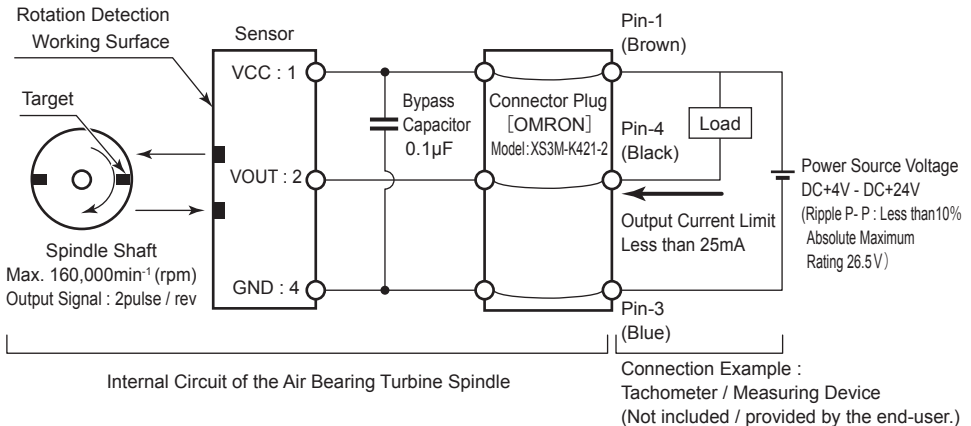 Rotation Detection
Working Surface
Target
Spindle Shaft
Max. 160,000min⁻¹ (rpm)
Output Signal : 2pulse / rev
Sensor
VCC : 1
VOUT : 2
GND : 4
Bypass
Capacitor
0.1µF
Connector Plug
［OMRON］
Model:XS3M-K421-2
Pin-1
(Brown)
Pin-4
(Black)
Load
Output Current Limit
Less than 25mA
Pin-3
(Blue)
Power Source Voltage
DC+4V - DC+24V
(Ripple P- P : Less than10%
Absolute Maximum
Rating 26.5V）
Internal Circuit of the Air Bearing Turbine Spindle
Connection Example :
Tachometer / Measuring Device
(Not included / provided by the end-user.)